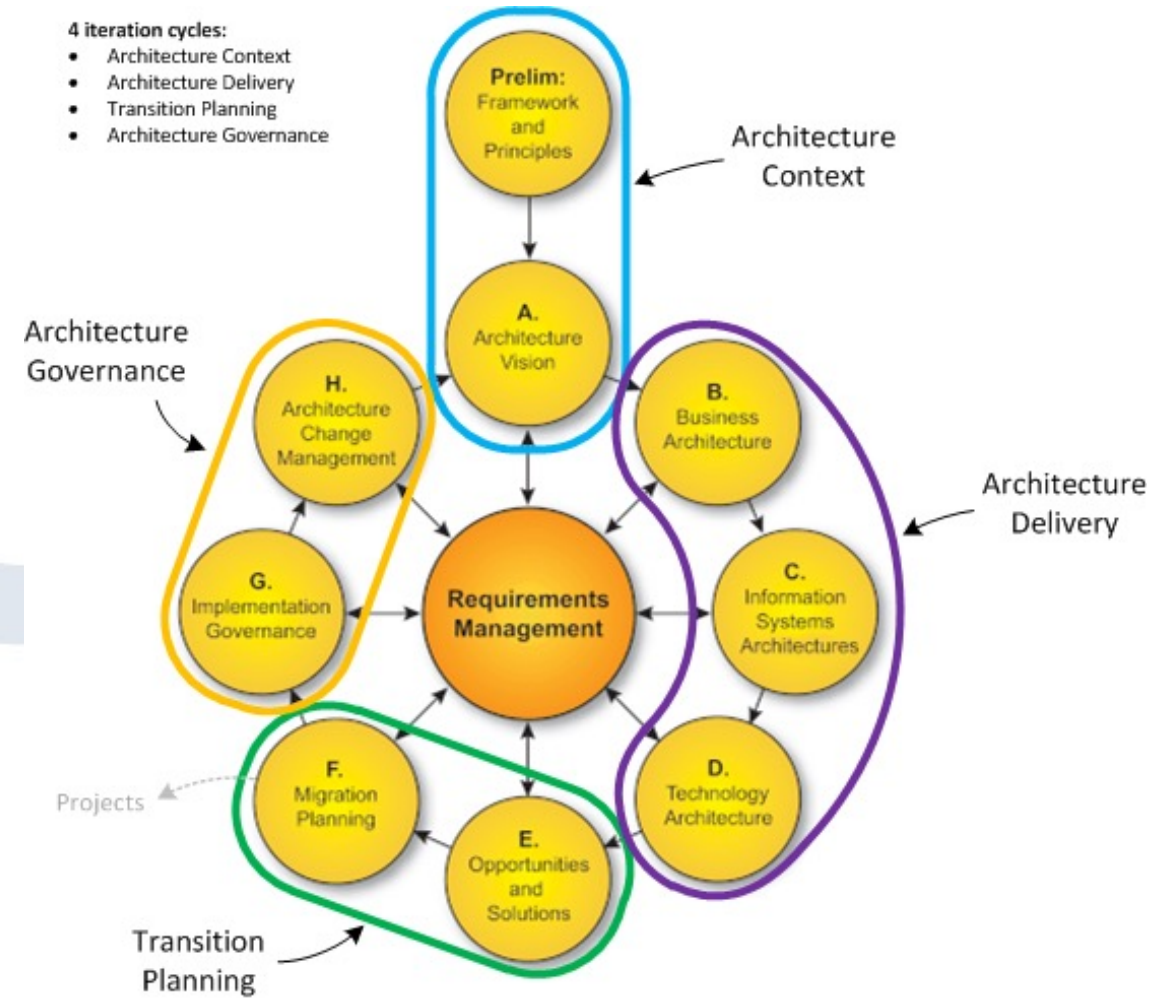 4 iteration cycles:
• Architecture Context
• Architecture Delivery
• Transition Planning
• Architecture Governance
Prelim:
Framework
and
Principles
Architecture
Context
A.
Architecture
Vision
Architecture
Governance
H.
Architecture
Change
Management
B.
Business
Architecture
Architecture
Delivery
C.
Information
Systems
Architectures
G.
Implementation
Governance
Requirements
Management
D.
Technology
Architecture
F.
Migration
Planning
Projects
E.
Opportunities
and
Solutions
Transition
Planning